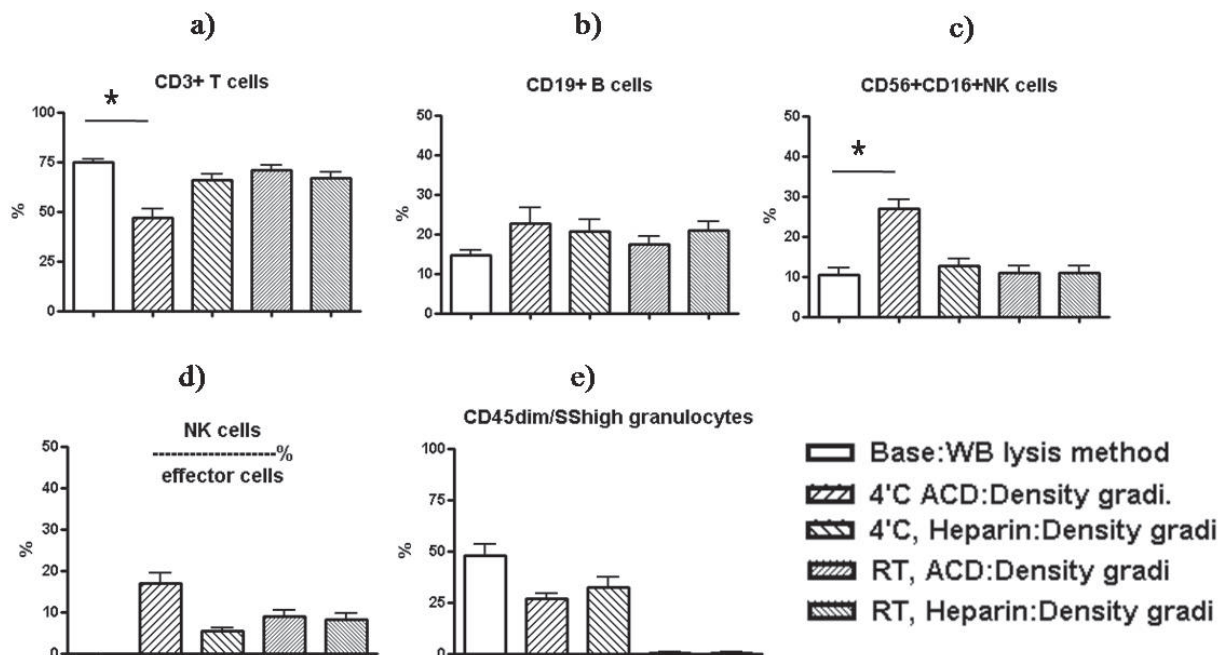 a)
CD3+ T cells
*
100
75
50
25
0
%
b)
CD19+ B cells
50
40
30
20
10
0
%
c)
CD56+CD16+NK cells
*
50
40
30
20
10
0
%
d)
NK cells
----------------------%
effector cells
50
40
30
20
10
0
%
e)
CD45dim/SShigh granulocytes
100
75
50
25
0
%
Base:WB lysis method
4'C ACD:Density gradi.
4'C, Heparin:Density gradi
RT, ACD:Density gradi
RT, Heparin:Density gradi